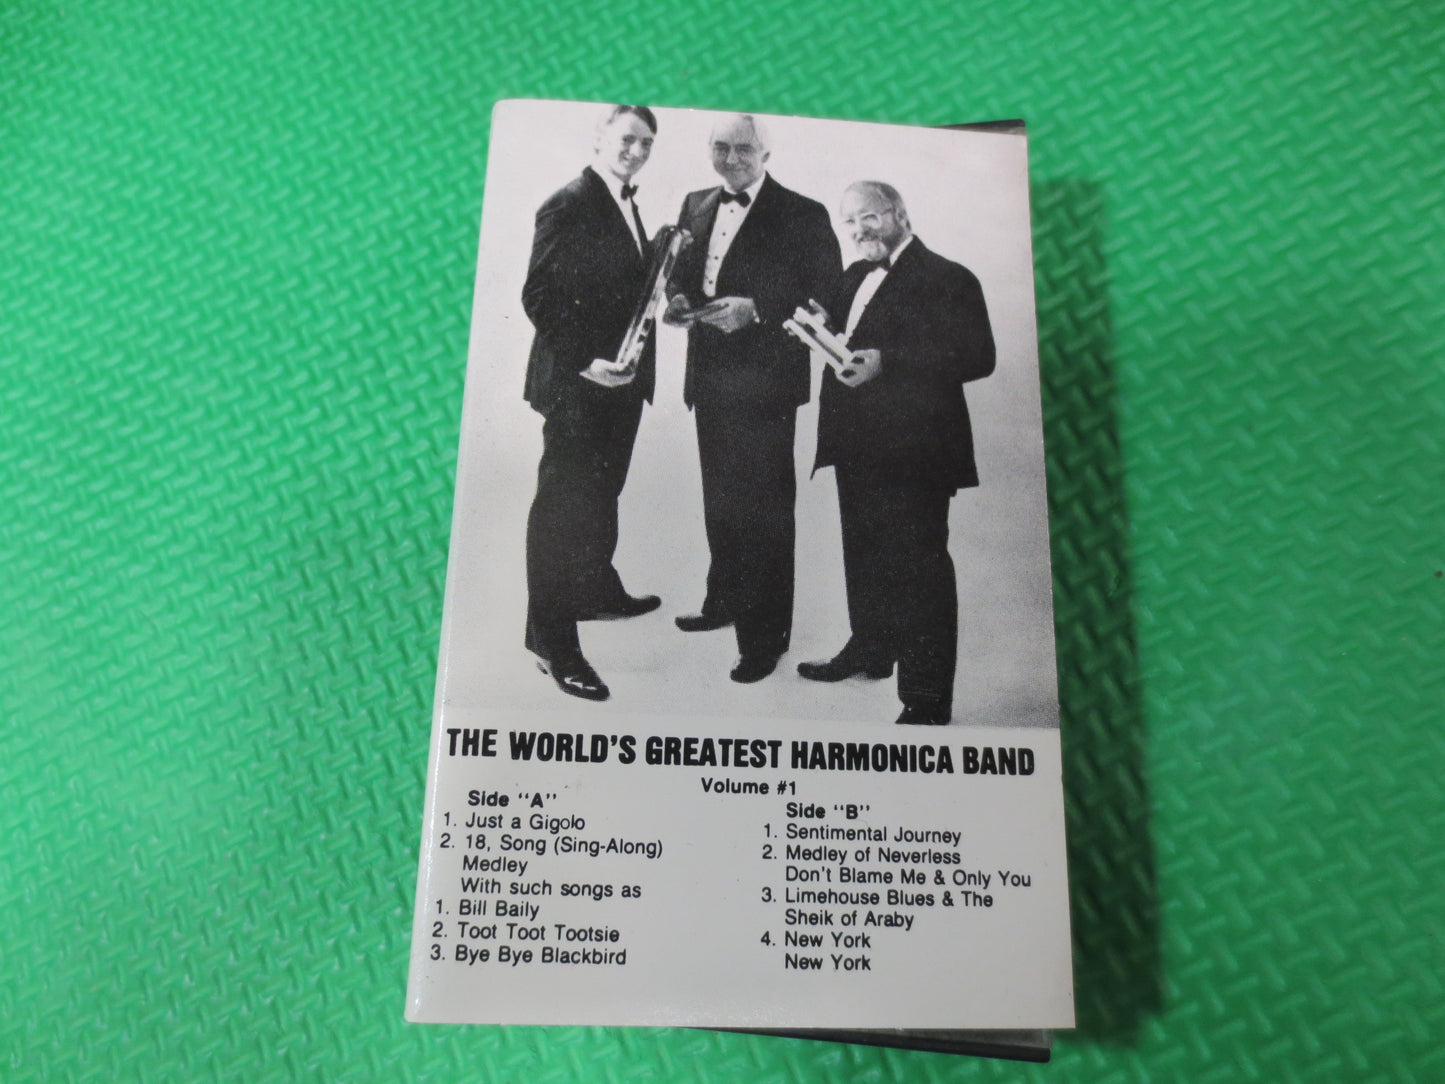 THE WORLD'S GREATEST HARMONICA BAND
Volume #1
Side "A"
1. Just a Gigolo
2. 18, Song (Sing-Along)
Medley
With such songs as
1. Bill Baily
2. Toot Toot Tootsie
3. Bye Bye Blackbird
Side "B"
1. Sentimental Journey
2. Medley of Neverless
Don't Blame Me & Only You
3. Limehouse Blues & The
Sheik of Araby
4. New York
New York